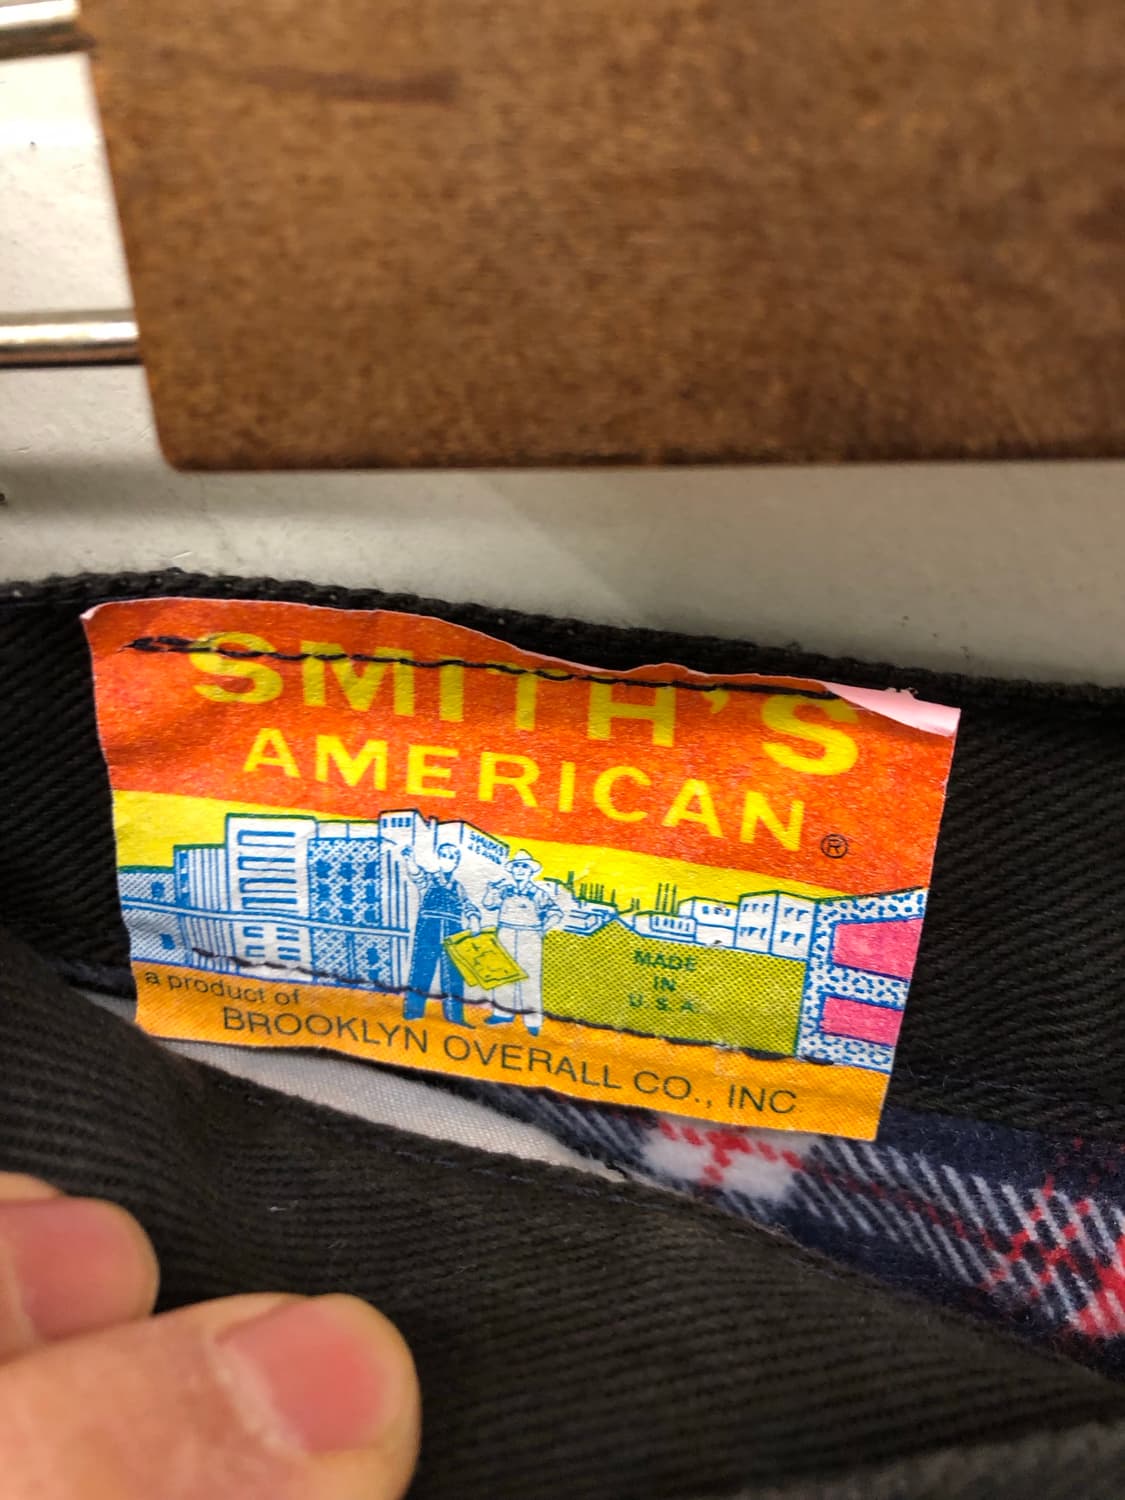 SMITH'S
AMERICAN
®
MADE
IN
U.S.A.
a product of
BROOKLYN OVERALL CO., INC